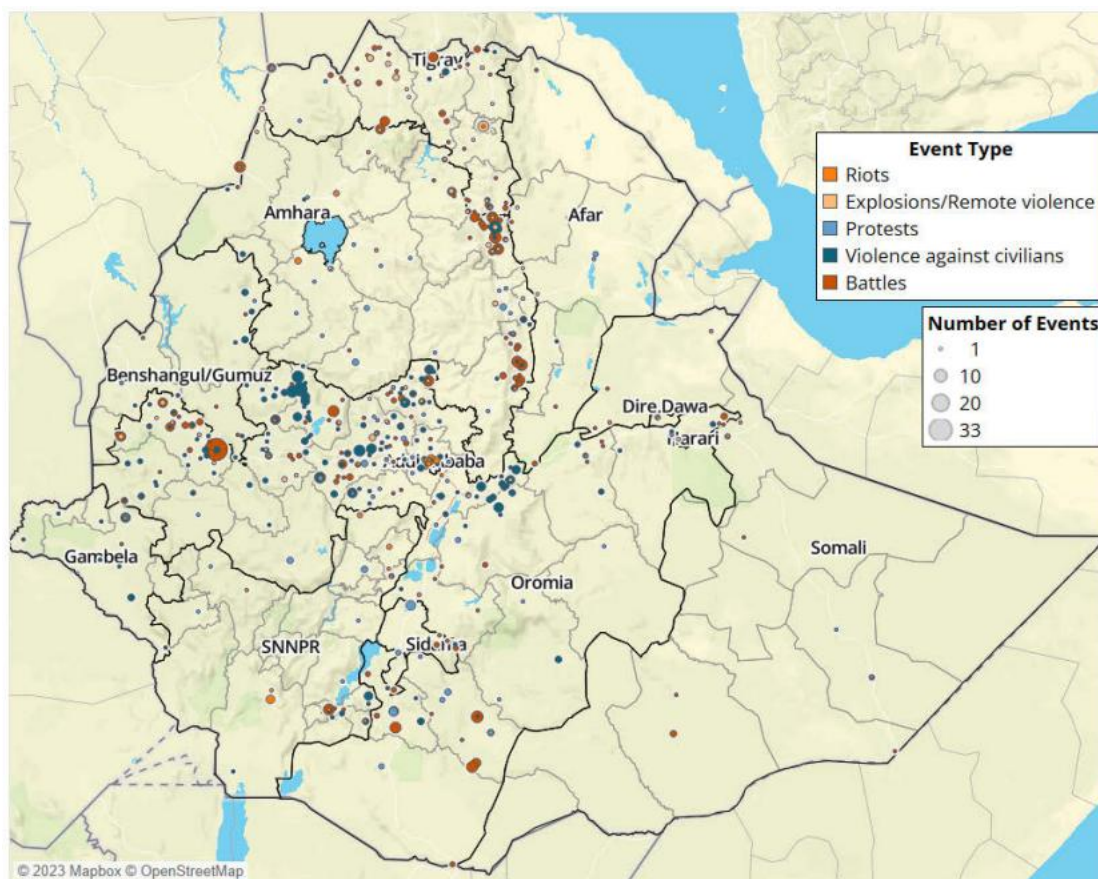 Tigray
Event Type
Riots
Explosions/Remote violence
Protests
Violence against civilians
Battles
Number of Events
1
10
20
33
Amhara
Afar
Benshangul/Gumuz
Dire Dawa
Harari
Addis Ababa
Gambela
Somali
Oromia
SNNPR
Sidama
© 2023 Mapbox © OpenStreetMap